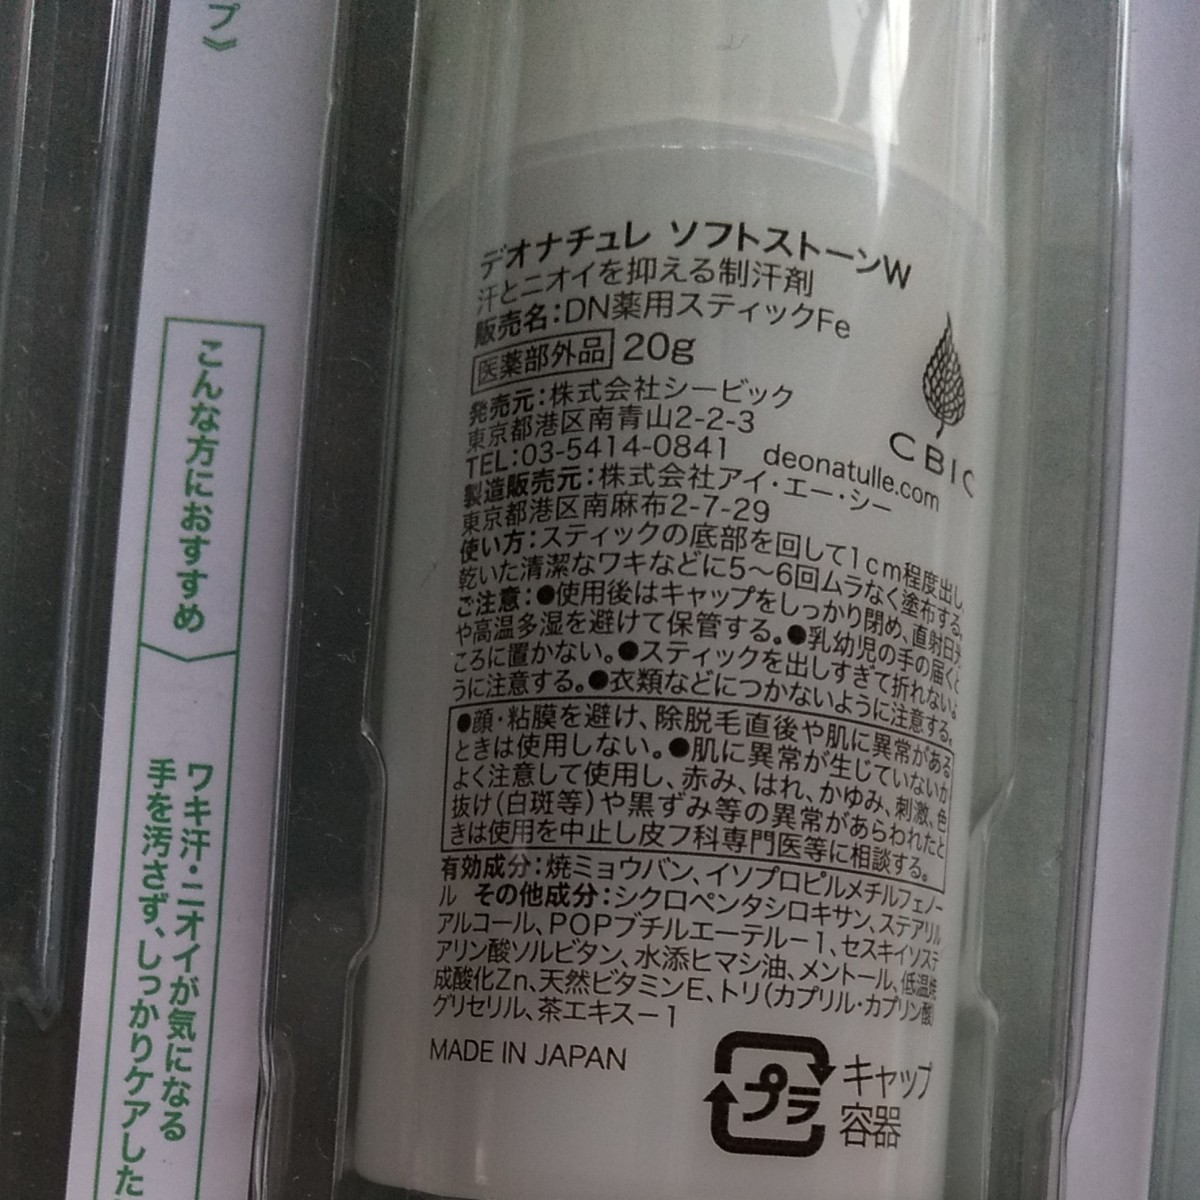 プ》
こんな方におすすめ
ワキ汗・ニオイが気になる
手を汚さず、しっかりケアした
デオナチュレ ソフトストーンW
汗とニオイを抑える制汗剤
販売名：DN薬用スティックFe
医薬部外品 20g
発売元：株式会社シービック
東京都港区南青山2-2-3
TEL：03-5414-0841 deonatulle.com
製造販売元：株式会社アイ・エー・シー
東京都港区南麻布2-7-29
CBIC
使い方：スティックの底部を回して1cm程度出し、
乾いた清潔なワキなどに5〜6回ムラなく塗布する。
ご注意：●使用後はキャップをしっかり閉め、直射日光
や高温多湿を避けて保管する。●乳幼児の手の届くと
ころに置かない。●スティックを出しすぎて折れないよ
うに注意する。●衣類などにつかないように注意する。
●顔・粘膜を避け、除脱毛直後や肌に異常がある
ときは使用しない。●肌に異常が生じていないか
よく注意して使用し、赤み、はれ、かゆみ、刺激、色
抜け（白斑等）や黒ずみ等の異常があらわれたと
きは使用を中止し皮フ科専門医等に相談する。
有効成分：焼ミョウバン、イソプロピルメチルフェノー
ル その他成分：シクロペンタシロキサン、ステアリル
アルコール、POPブチルエーテルー1、セスキイソステ
アリン酸ソルビタン、水添ヒマシ油、メントール、低温焼
成酸化Zn、天然ビタミンE、トリ（カプリル・カプリン酸）
グリセリル、茶エキスー1
MADE IN JAPAN
プラ
キャップ
容器